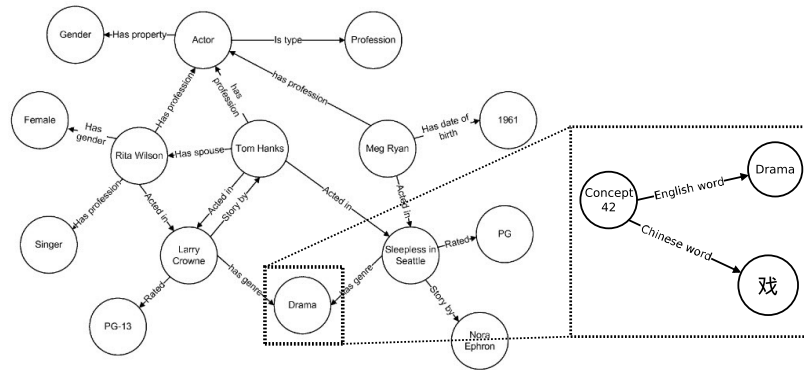 Gender
Has property
Actor
Is type
Profession
Has profession
has
profession
has profession
Female
Has
gender
Rita Wilson
Has spouse
Tom Hanks
Meg Ryan
Has date of
birth
1961
Has profession
Acted in
Acted in
Story by
Acted in
Acted in
Singer
Larry
Crowne
Sleepless in
Seattle
Rated
PG
Rated
has genre
Drama
has genre
Story by
PG-13
Nora
Ephron
Concept
42
English word
Drama
Chinese word
戏